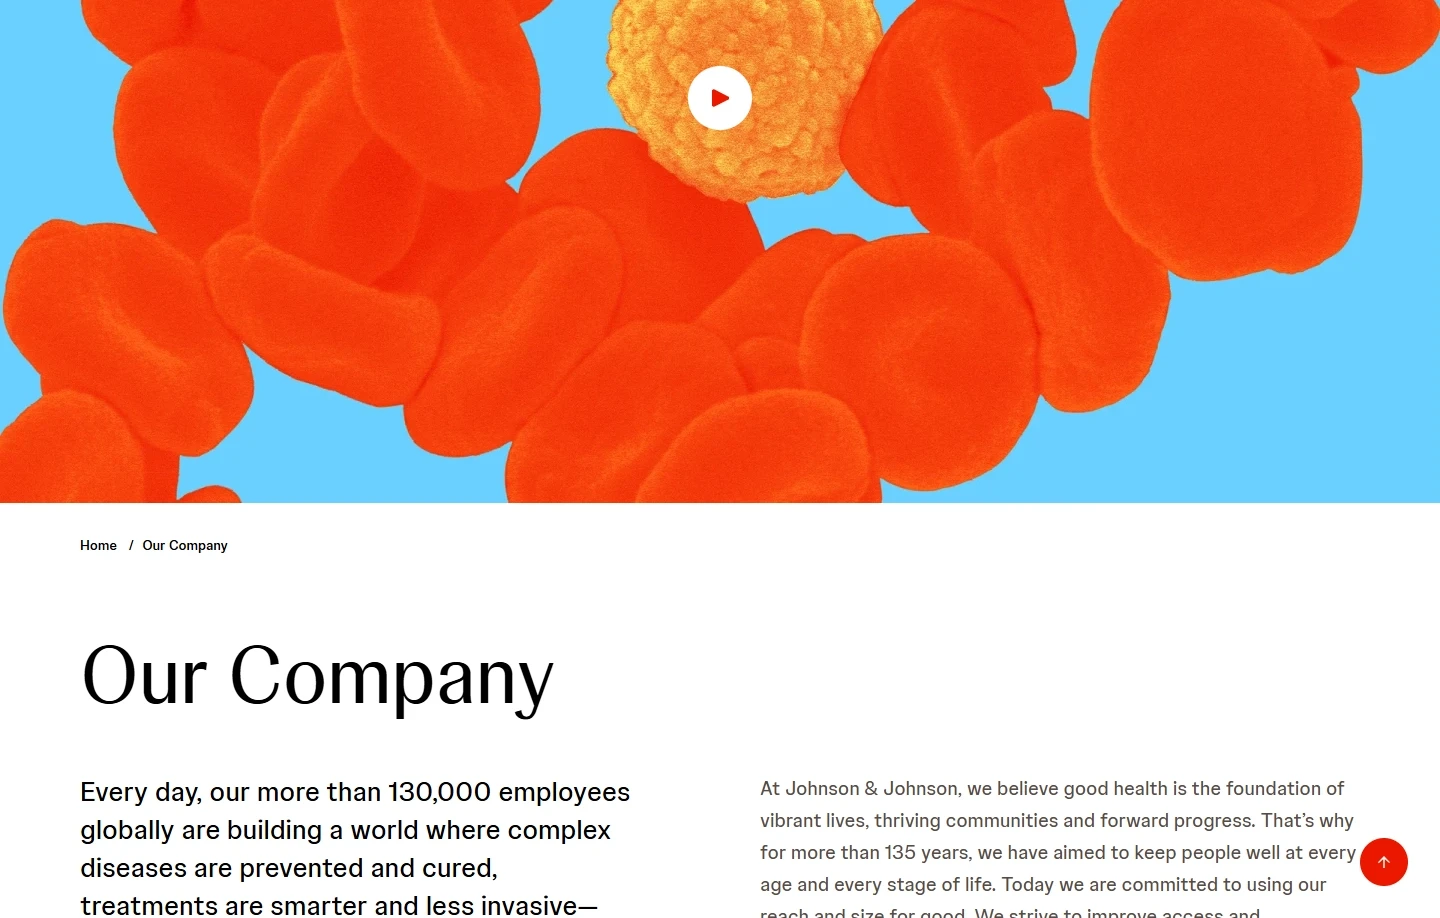 Home / Our Company
Our Company
Every day, our more than 130,000 employees
globally are building a world where complex
diseases are prevented and cured,
treatments are smarter and less invasive—
At Johnson & Johnson, we believe good health is the foundation of
vibrant lives, thriving communities and forward progress. That’s why
for more than 135 years, we have aimed to keep people well at every
age and every stage of life. Today we are committed to using our
reach and size for good. We strive to improve access and